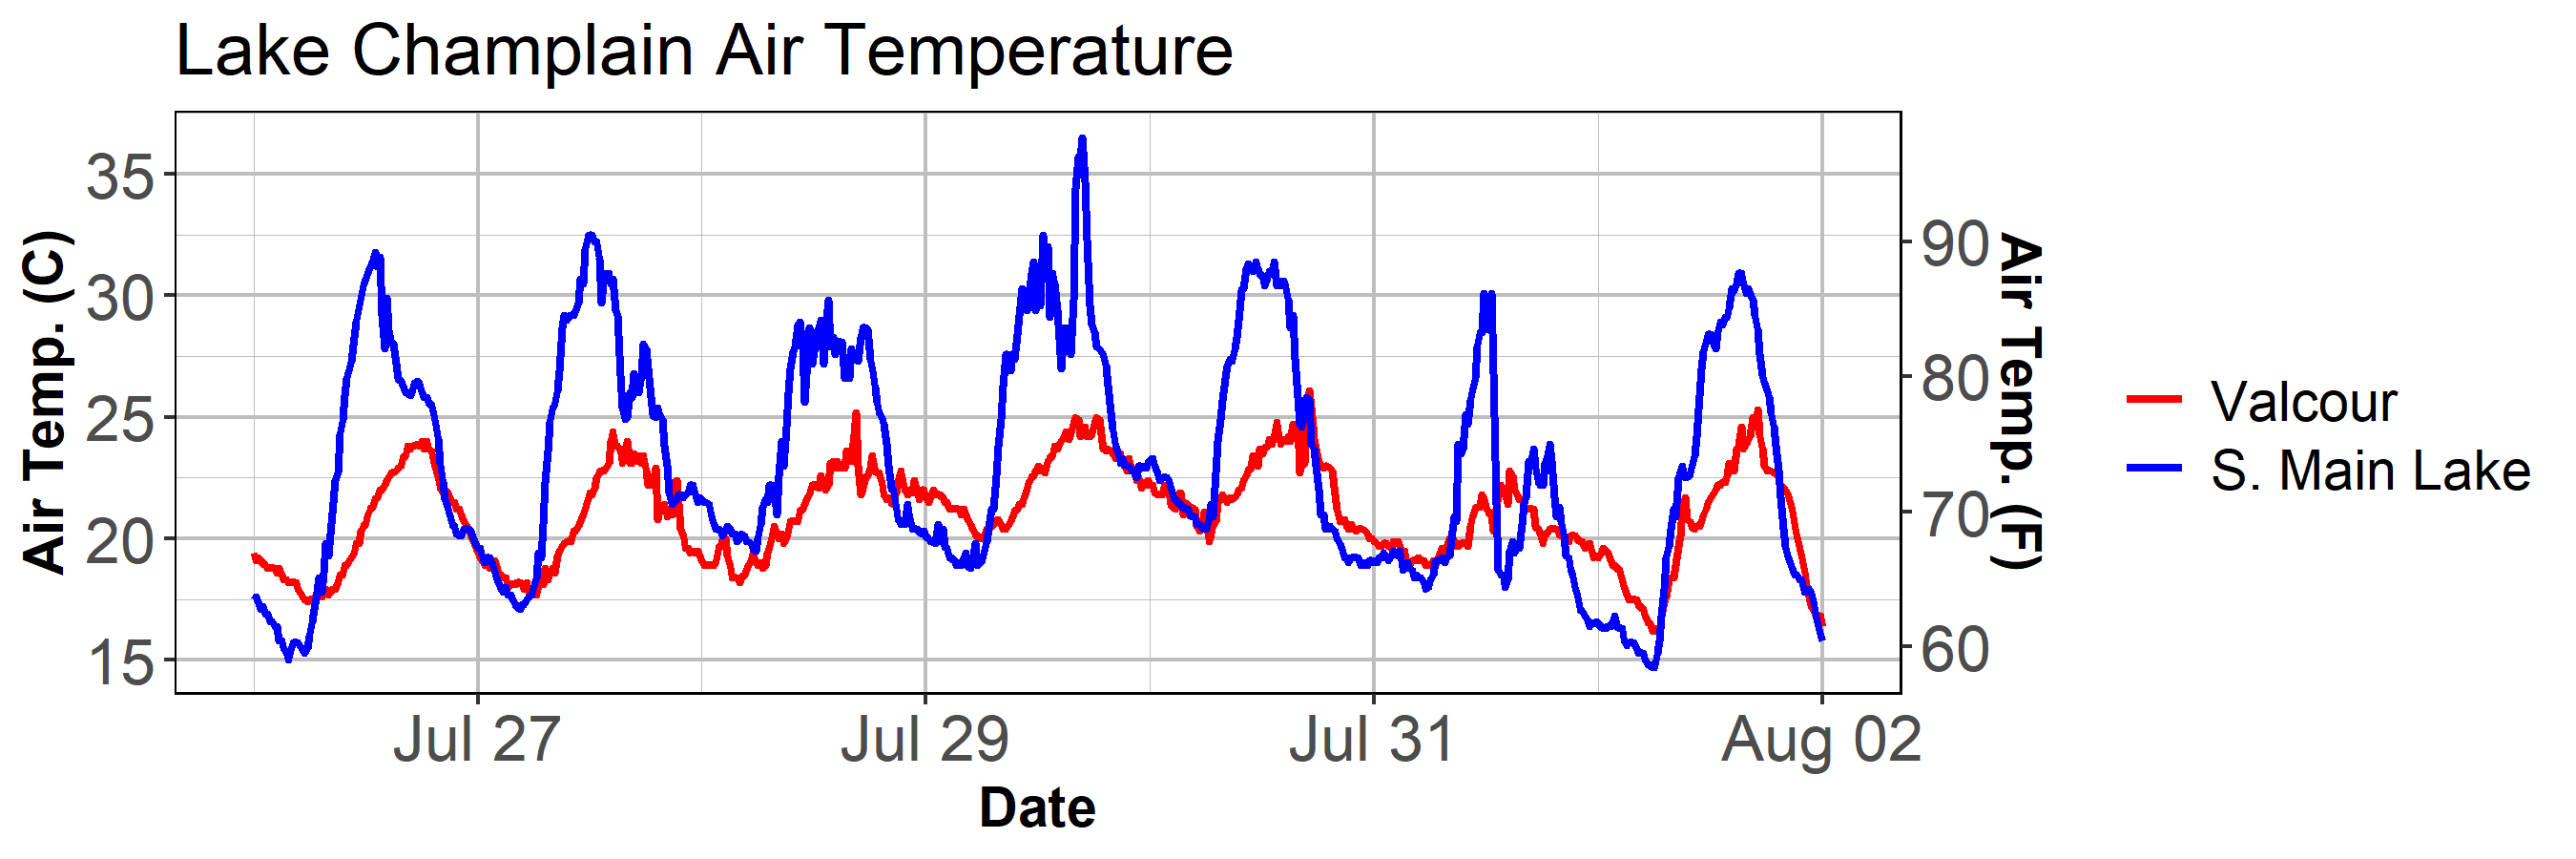 Lake Champlain Air Temperature
Air Temp. (C)
35
30
25
20
15
90
80
70
60
Air Temp. (F)
Jul 27
Jul 29
Jul 31
Aug 02
Date
Valcour
S. Main Lake